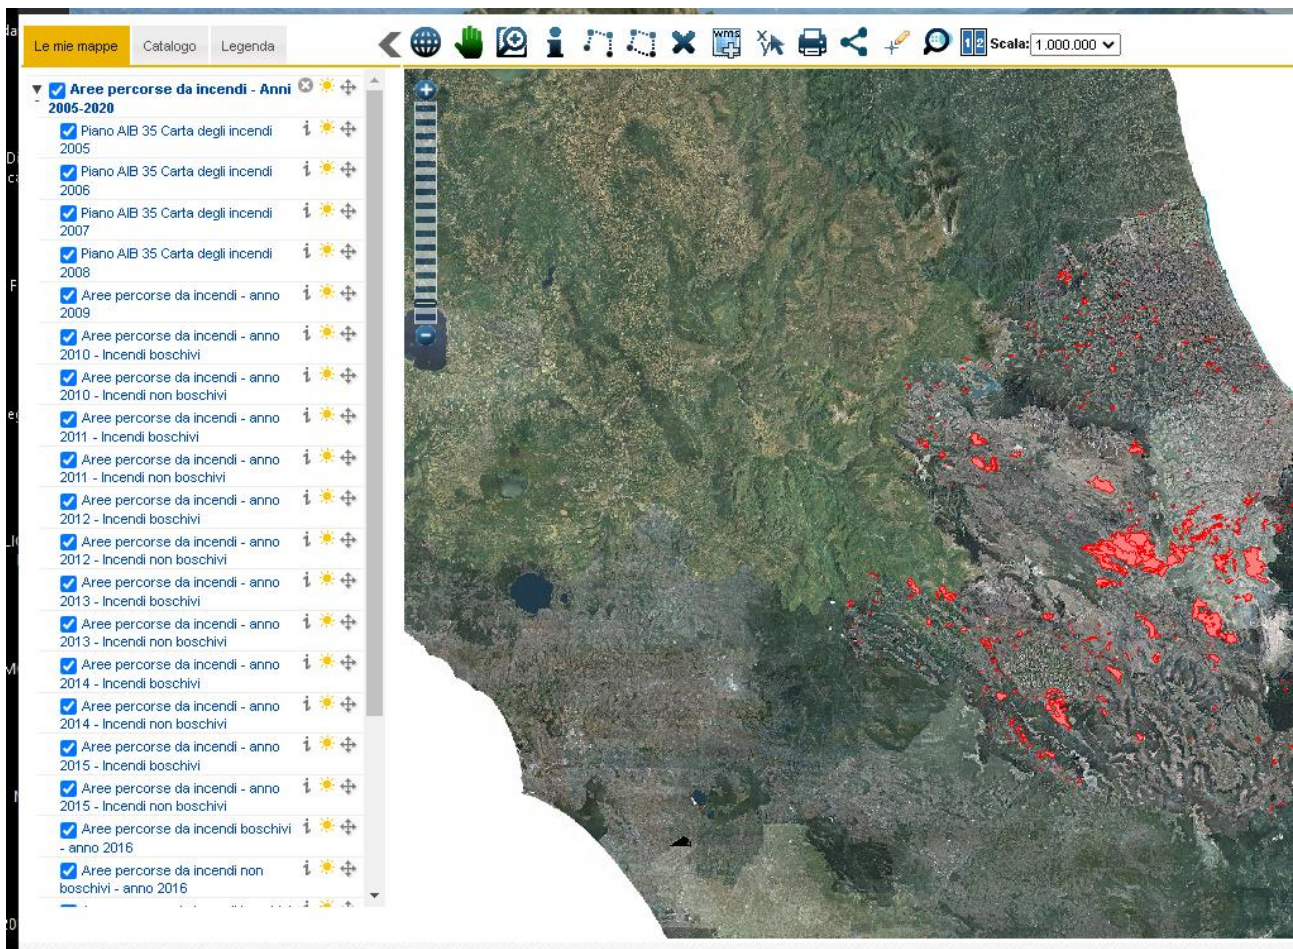 Le mie mappe
Catalogo
Legenda
wms
1 2
Scala: 1.000.000
Aree percorse da incendi - Anni
2005-2020
Piano AIB 35 Carta degli incendi
2005
Piano AIB 35 Carta degli incendi
2006
Piano AIB 35 Carta degli incendi
2007
Piano AIB 35 Carta degli incendi
2008
Aree percorse da incendi - anno
2009
Aree percorse da incendi - anno
2010 - Incendi boschivi
Aree percorse da incendi - anno
2010 - Incendi non boschivi
Aree percorse da incendi - anno
2011 - Incendi boschivi
Aree percorse da incendi - anno
2011 - Incendi non boschivi
Aree percorse da incendi - anno
2012 - Incendi boschivi
Aree percorse da incendi - anno
2012 - Incendi non boschivi
Aree percorse da incendi - anno
2013 - Incendi boschivi
Aree percorse da incendi - anno
2013 - Incendi non boschivi
Aree percorse da incendi - anno
2014 - Incendi boschivi
Aree percorse da incendi - anno
2014 - Incendi non boschivi
Aree percorse da incendi - anno
2015 - Incendi boschivi
Aree percorse da incendi - anno
2015 - Incendi non boschivi
Aree percorse da incendi boschivi
- anno 2016
Aree percorse da incendi non
boschivi - anno 2016